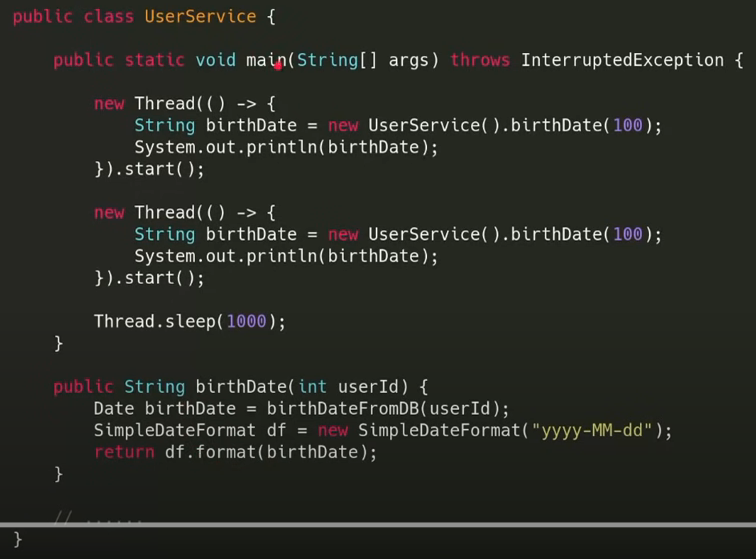 public class UserService {
public static void main(String[] args) throws InterruptedException {
new Thread(() -> {
String birthDate = new UserService().birthDate(100);
System.out.println(birthDate);
}).start();
new Thread(() -> {
String birthDate = new UserService().birthDate(100);
System.out.println(birthDate);
}).start();
Thread.sleep(1000);
}
public String birthDate(int userId) {
Date birthDate = birthDateFromDB(userId);
SimpleDateFormat df = new SimpleDateFormat("yyyy-MM-dd");
return df.format(birthDate);
}
// ......
}